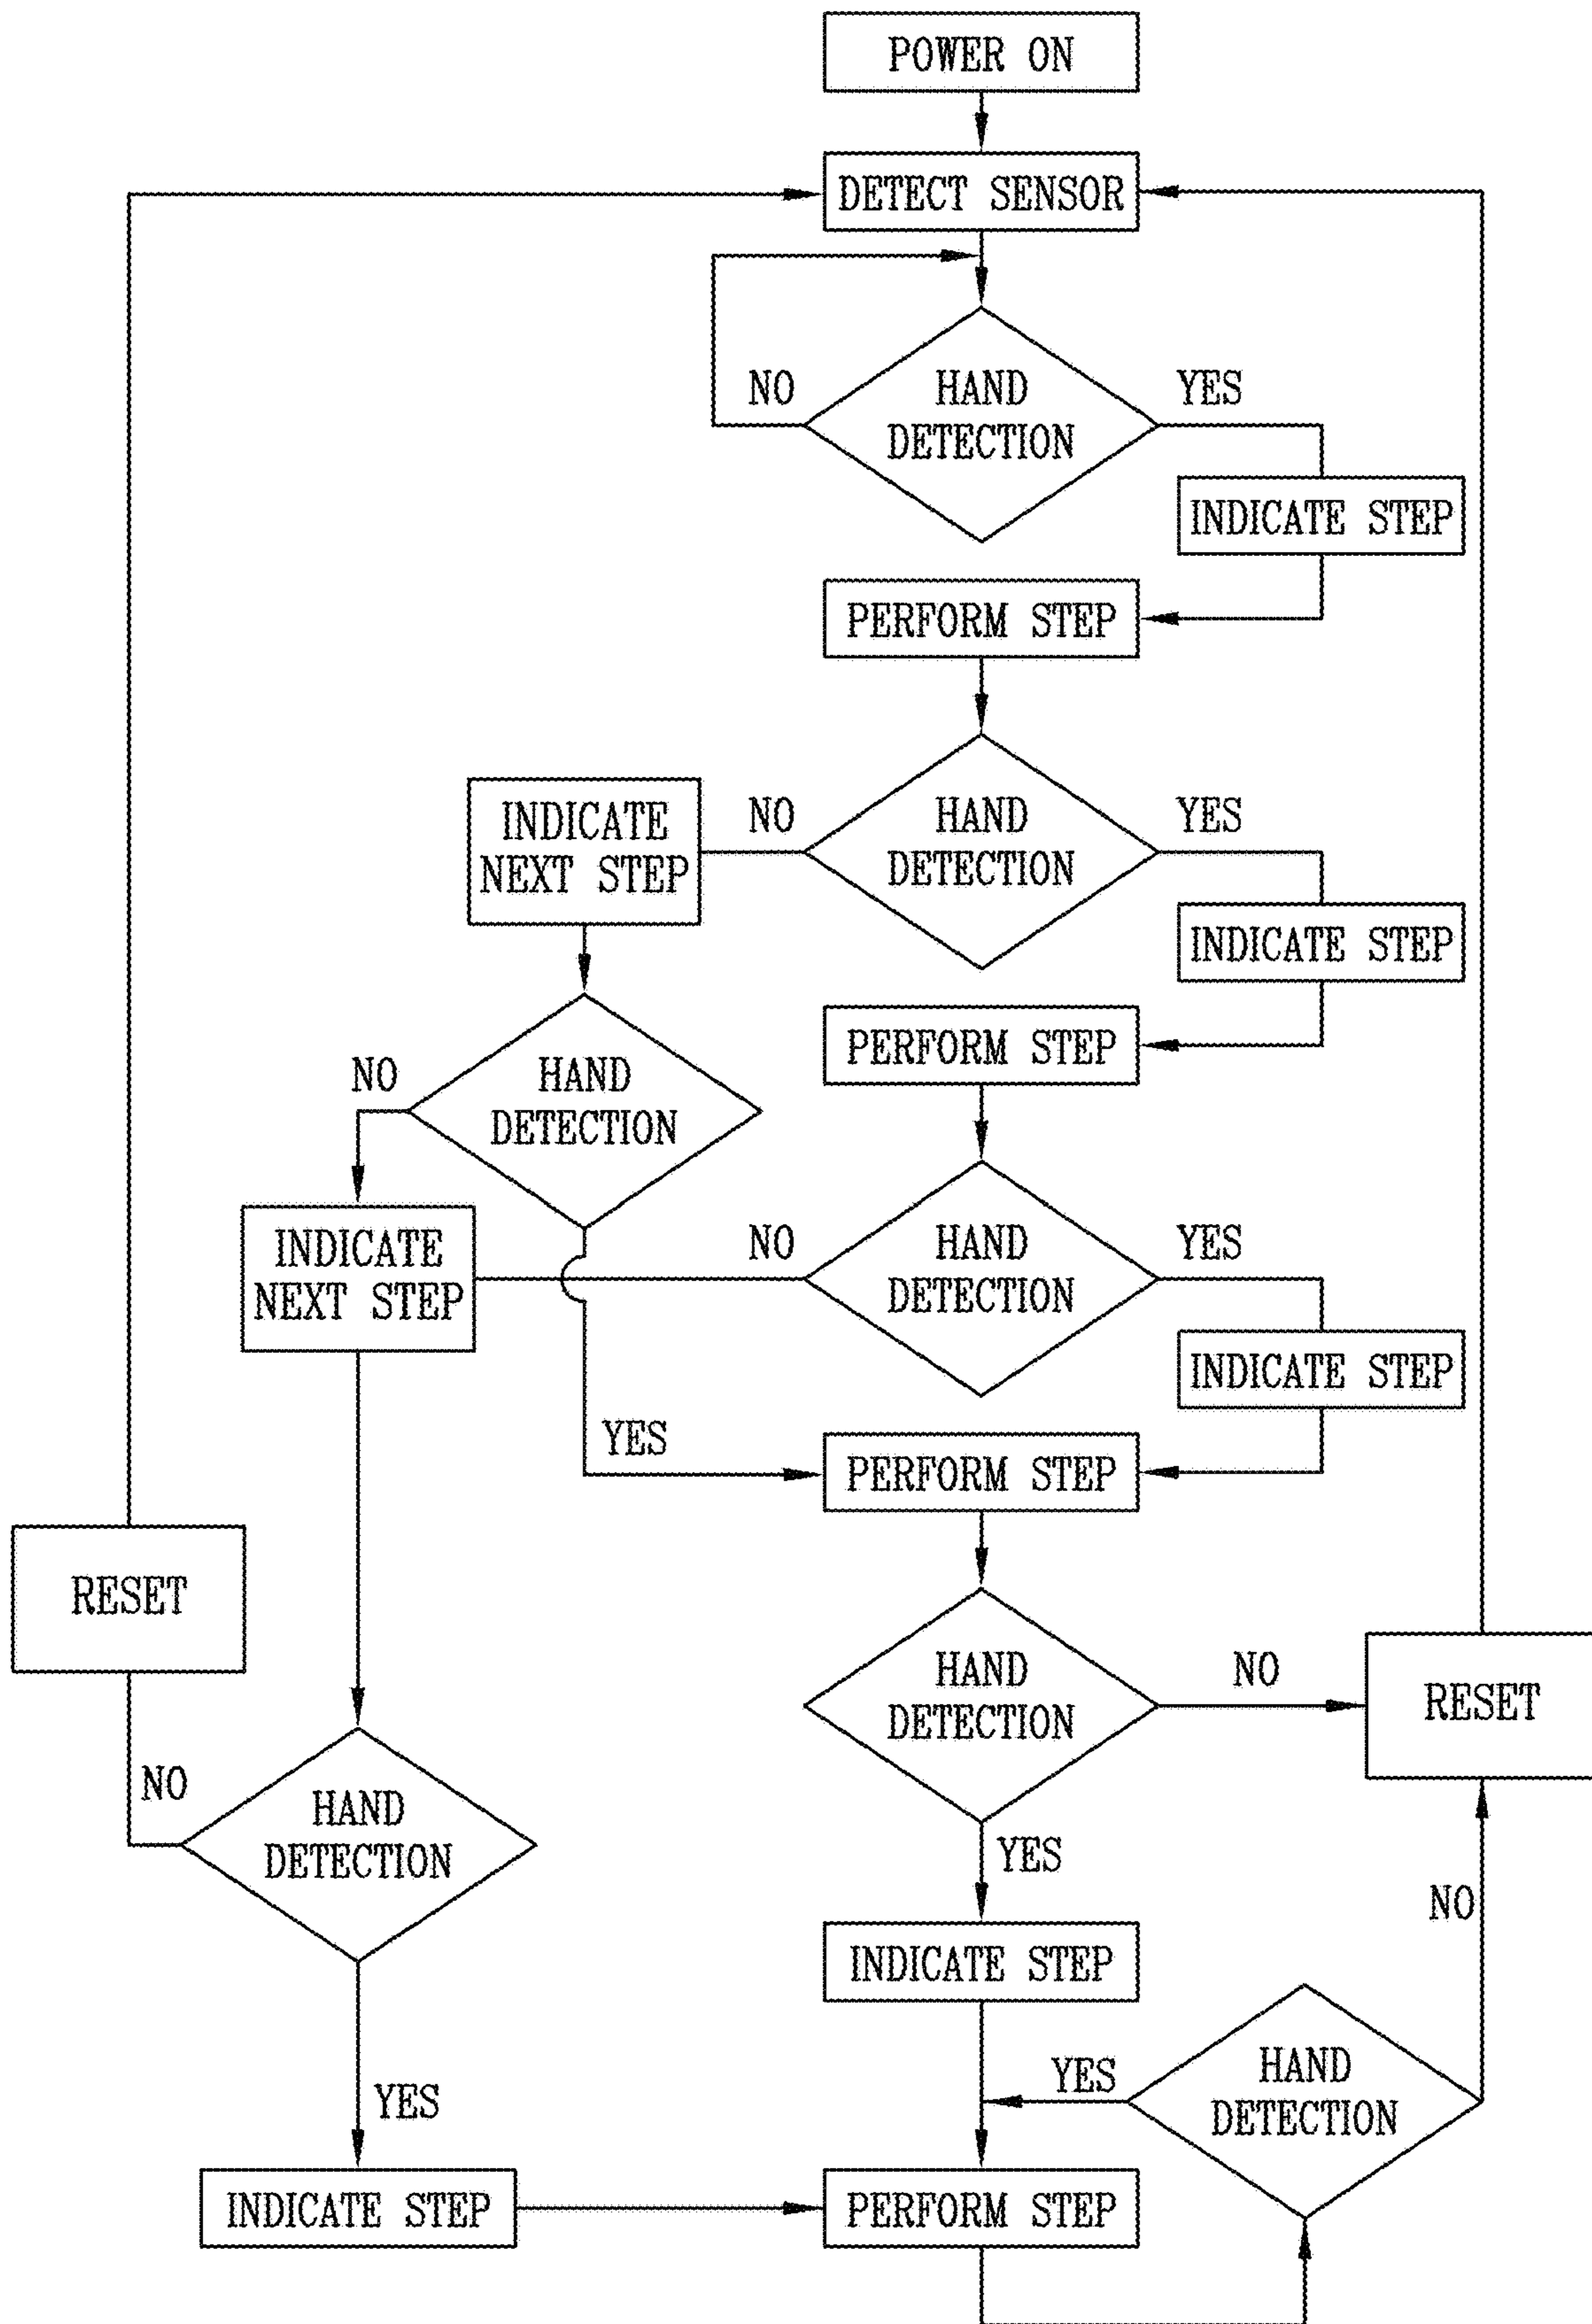 POWER ON
DETECT SENSOR
NO
HAND
DETECTION
YES
INDICATE STEP
PERFORM STEP
INDICATE
NEXT STEP
NO
HAND
DETECTION
YES
INDICATE STEP
PERFORM STEP
NO
HAND
DETECTION
INDICATE
NEXT STEP
NO
HAND
DETECTION
YES
INDICATE STEP
YES
PERFORM STEP
RESET
HAND
DETECTION
NO
RESET
NO
HAND
DETECTION
YES
NO
INDICATE STEP
YES
HAND
DETECTION
YES
INDICATE STEP
PERFORM STEP